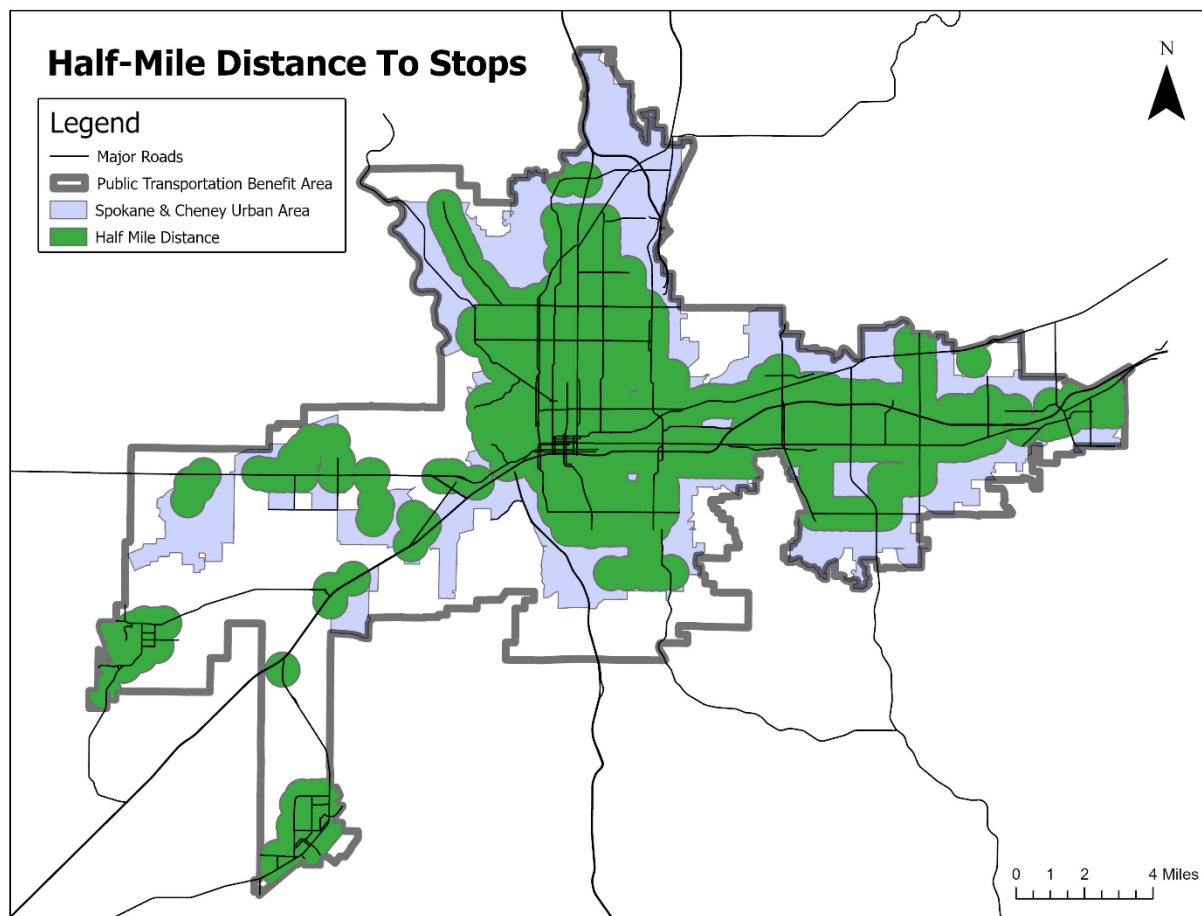 Half-Mile Distance To Stops
N
Legend
Major Roads
Public Transportation Benefit Area
Spokane & Cheney Urban Area
Half Mile Distance
0 1 2 4 Miles